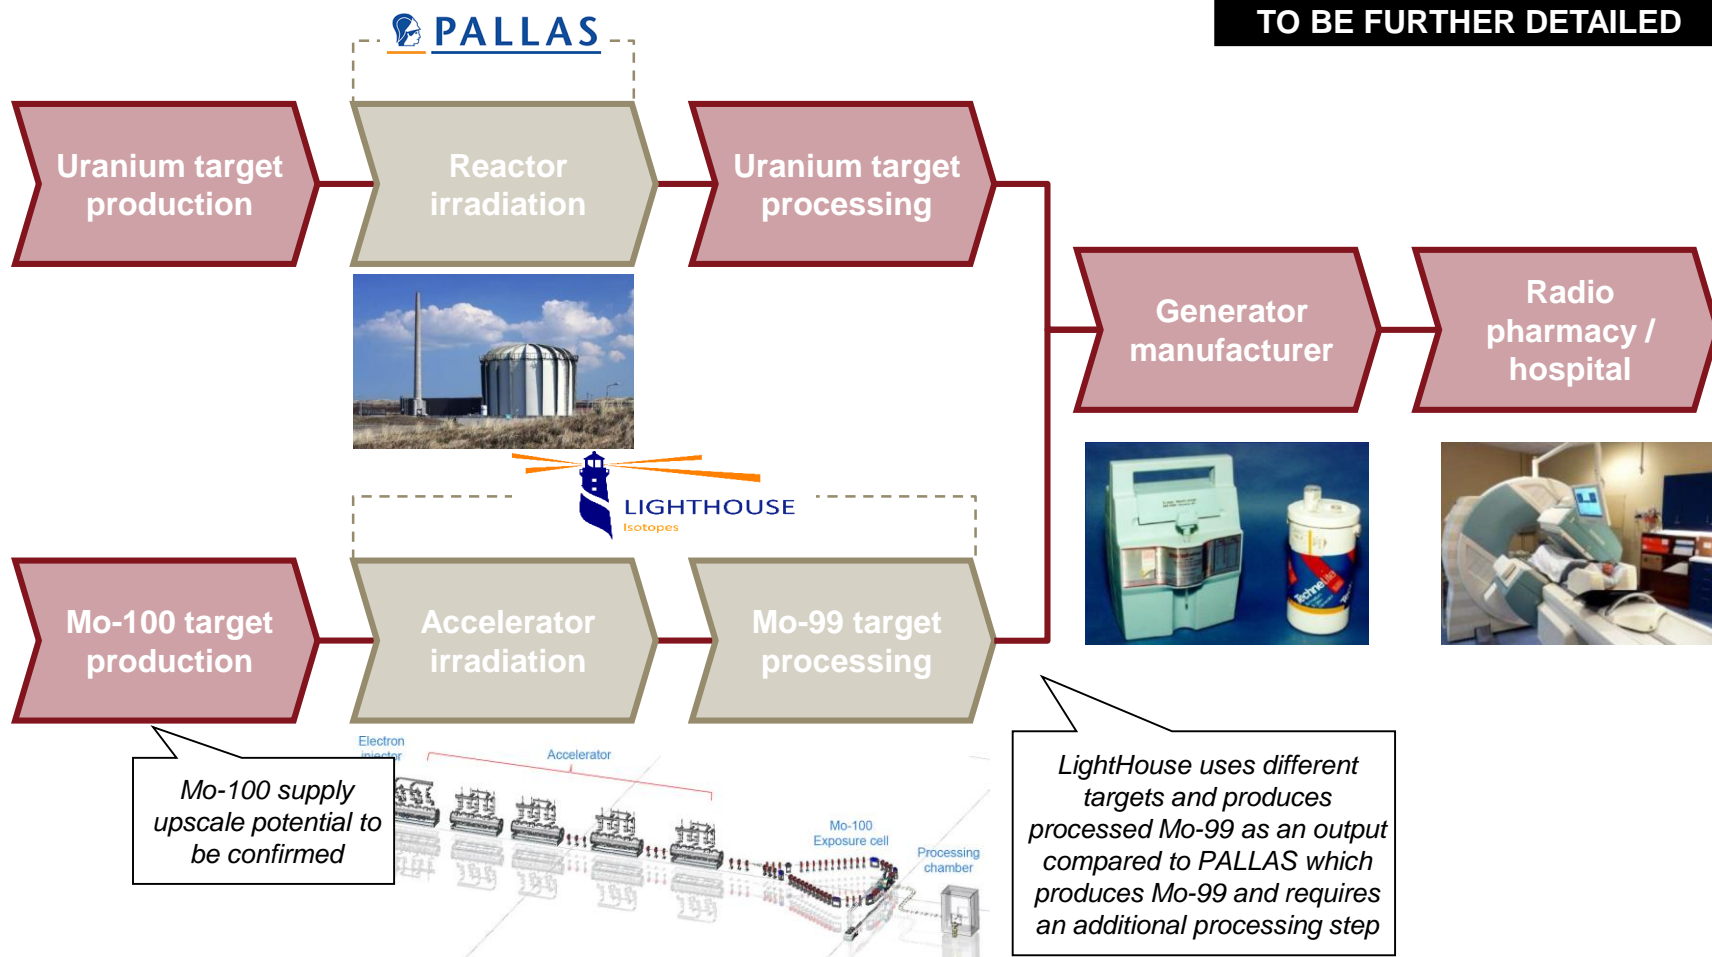 PALLAS
TO BE FURTHER DETAILED
Uranium target
production
Reactor
irradiation
Uranium target
processing
Generator
manufacturer
Radio
pharmacy /
hospital
LIGHTHOUSE
Isotopes
Mo-100 target
production
Accelerator
irradiation
Mo-99 target
processing
Techne
Electron
injector
Accelerator
Mo-100
Exposure cell
Processing
chamber
Mo-100 supply
upscale potential to
be confirmed
LightHouse uses different
targets and produces
processed Mo-99 as an output
compared to PALLAS which
produces Mo-99 and requires
an additional processing step